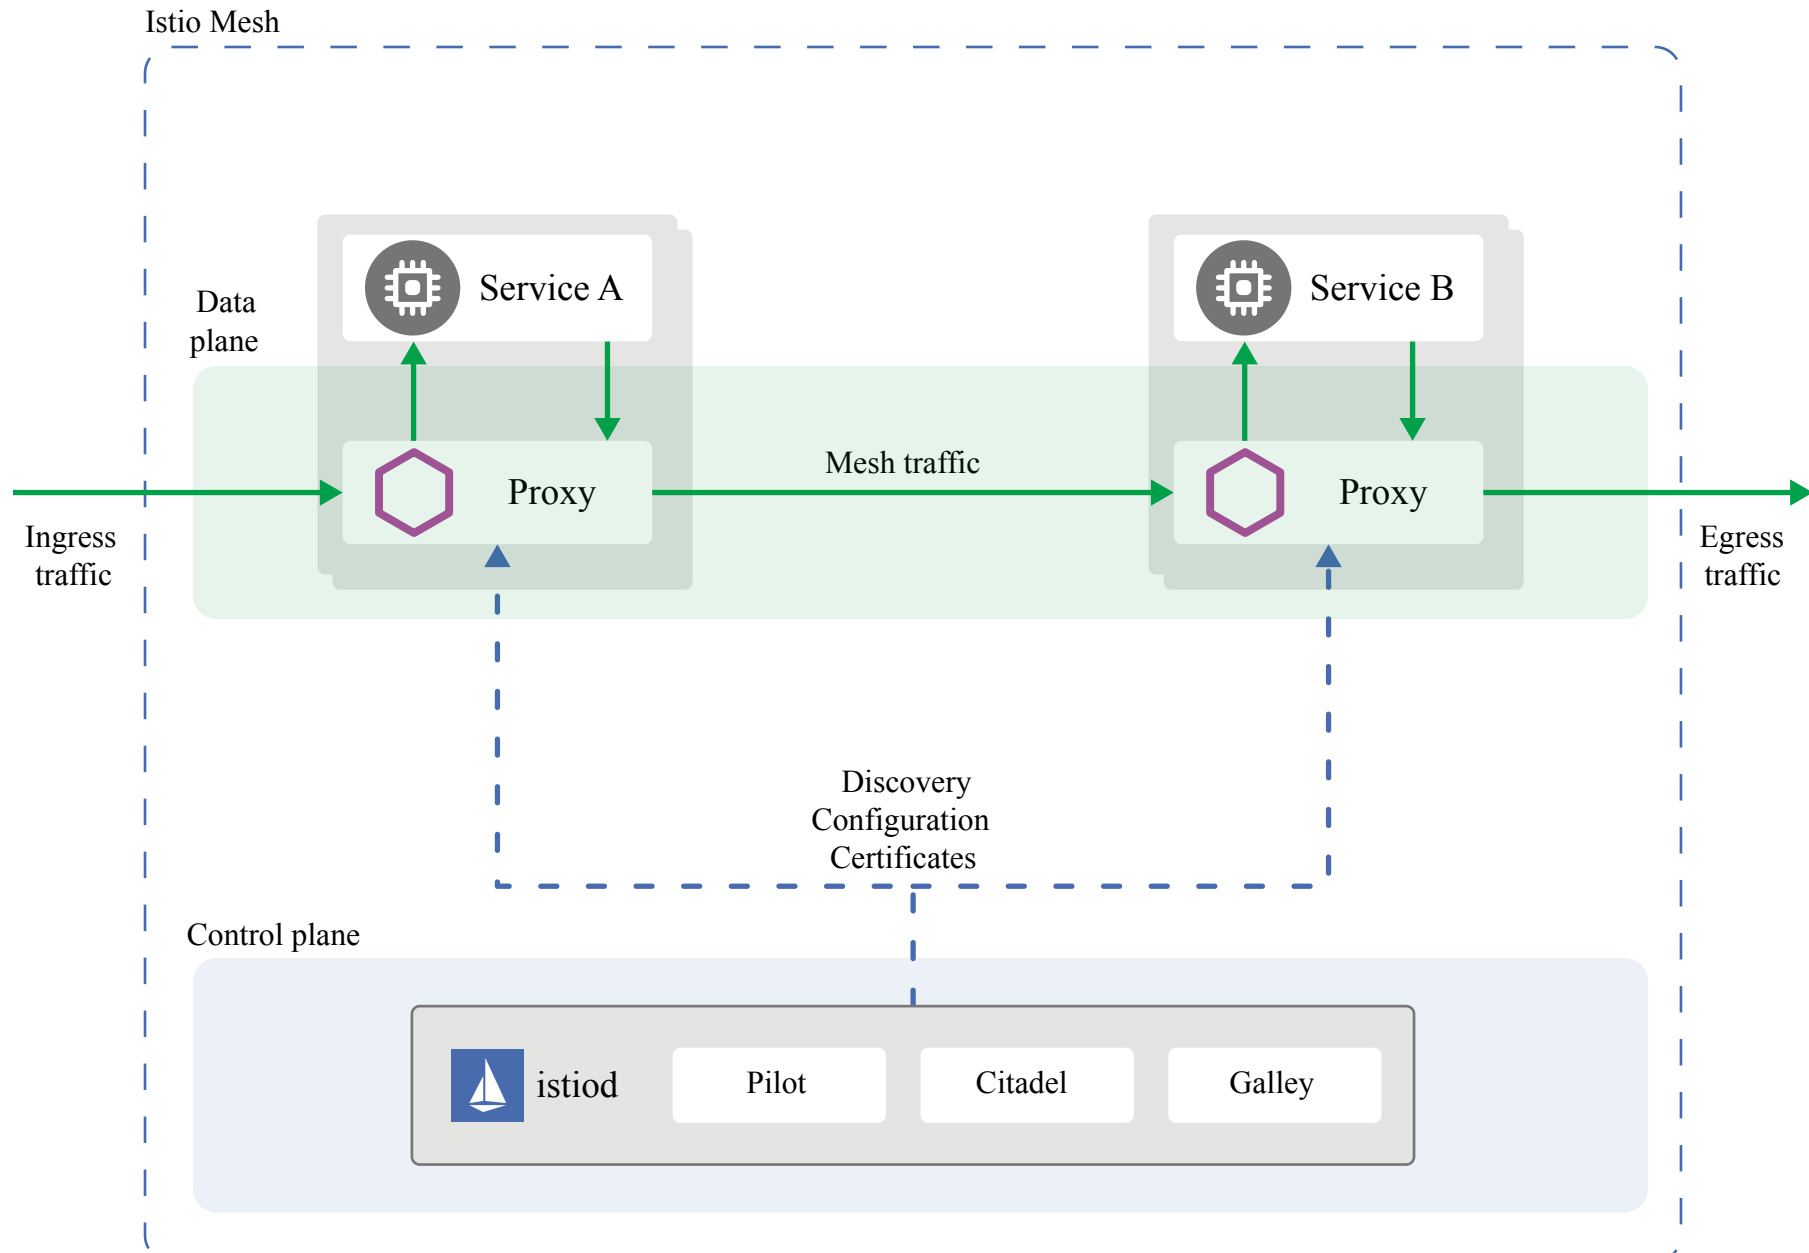 Istio Mesh
Service A
Service B
Data
plane
Mesh traffic
Proxy
Proxy
Ingress
traffic
Egress
traffic
Discovery
Configuration
Certificates
Control plane
istiod
Pilot
Citadel
Galley